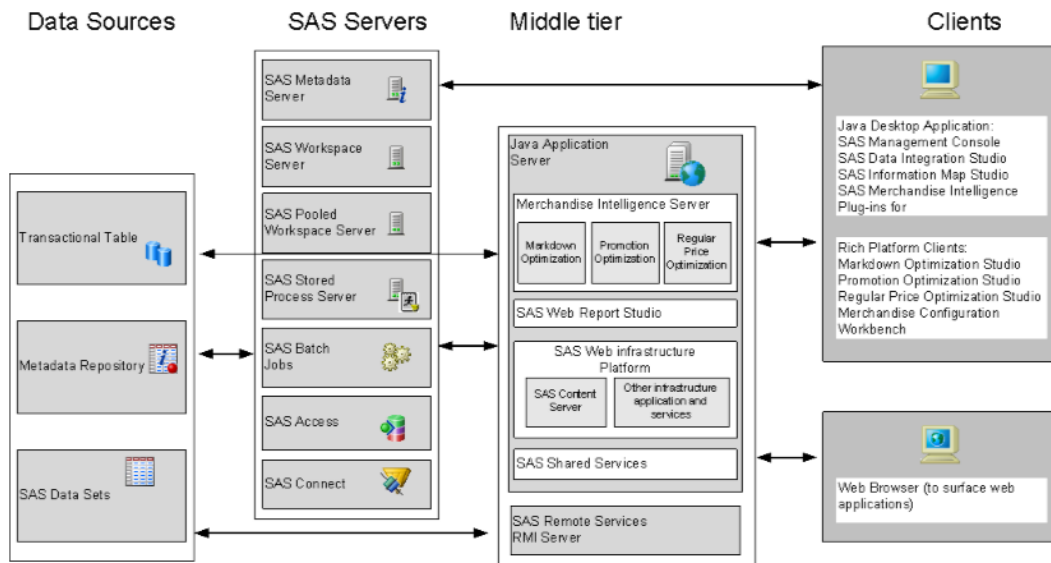 Data Sources
SAS Servers
Middle tier
Clients
Transactional Table
Metadata Repository
SAS Data Sets
SAS Metadata
Server
SAS Workspace
Server
SAS Pooled
Workspace Server
SAS Stored
Process Server
SAS Batch
Jobs
SAS Access
SAS Connect
Java Application
Server
Merchandise Intelligence Server
Markdown
Optimization
Promotion
Optimization
Regular
Price
Optimization
SAS Web Report Studio
SAS Web infrastructure
Platform
SAS Content
Server
Other infrastructure
application and
services
SAS Shared Services
SAS Remote Services
RMI Server
Java Desktop Application:
SAS Management Console
SAS Data Integration Studio
SAS Information Map Studio
SAS Merchandise Intelligence
Plug-ins for
Rich Platform Clients:
Markdown Optimization Studio
Promotion Optimization Studio
Regular Price Optimization Studio
Merchandise Configuration
Workbench
Web Browser (to surface web
applications)